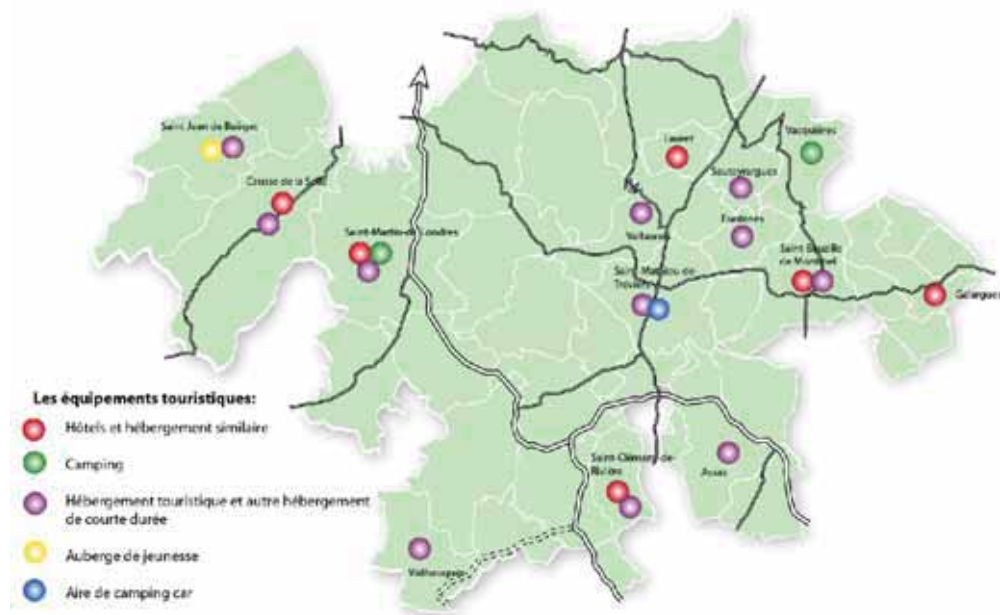 Saint Jean de Buèges
Causse de la Selle
Saint-Martin-de Londres
Lauret
Vacquières
Sauteyrargues
Fontanès
Valflaunès
Saint Bauzille
de Montmel
Saint Mathieu de
Tréviers
Galargues
Saint-Clément-de-
Rivière
Assas
Vailhauquès
Les équipements touristiques:
Hôtels et hébergement similaire
Camping
Hébergement touristique et autre hébergement
de courte durée
Auberge de jeunesse
Aire de camping car